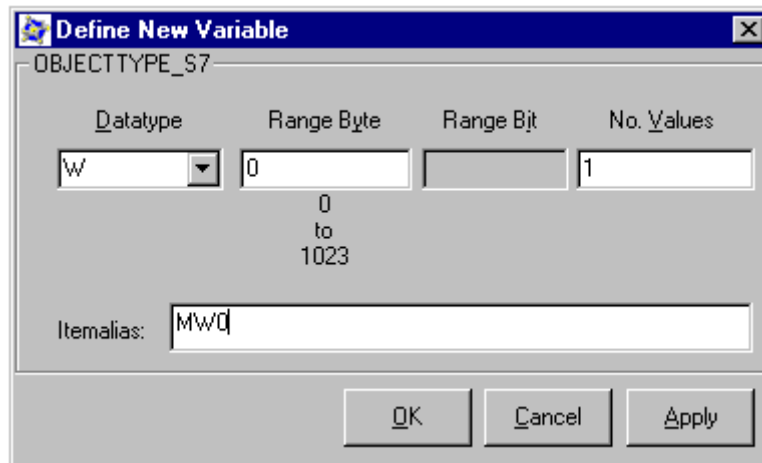 Define New Variable
OBJECTTYPE_S7
Datatype Range Byte Range Bit No. Values
W 0 1
0
to
1023
Itemalias: MW0
OK Cancel Apply